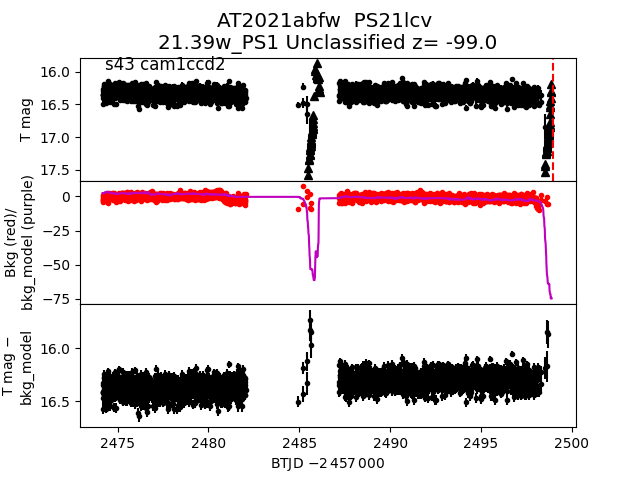 AT2021abfw  PS21lcv
21.39w_PS1 Unclassified z= -99.0
s43 cam1ccd2
16.0
16.5
17.0
17.5
T mag
0
−25
−50
−75
Bkg (red)/
bkg_model (purple)
16.0
16.5
T mag −
bkg_model
2475
2480
2485
2490
2495
2500
BTJD −2 457 000